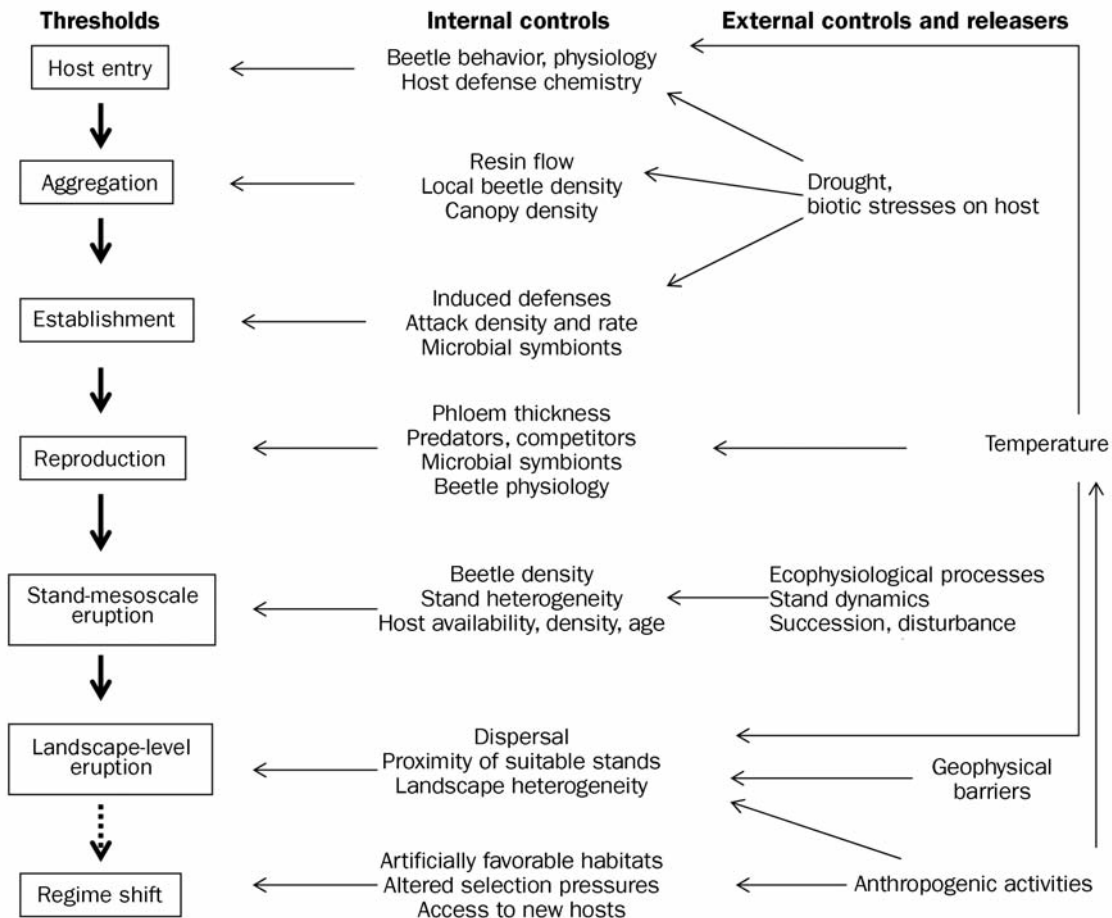 Thresholds
Internal controls
External controls and releasers
Host entry
Beetle behavior, physiology
Host defense chemistry
Aggregation
Resin flow
Local beetle density
Canopy density
Drought,
biotic stresses on host
Establishment
Induced defenses
Attack density and rate
Microbial symbionts
Reproduction
Phloem thickness
Predators, competitors
Microbial symbionts
Beetle physiology
Temperature
Stand-mesoscale
eruption
Beetle density
Stand heterogeneity
Host availability, density, age
Ecophysiological processes
Stand dynamics
Succession, disturbance
Landscape-level
eruption
Dispersal
Proximity of suitable stands
Landscape heterogeneity
Geophysical
barriers
Regime shift
Artificially favorable habitats
Altered selection pressures
Access to new hosts
Anthropogenic activities